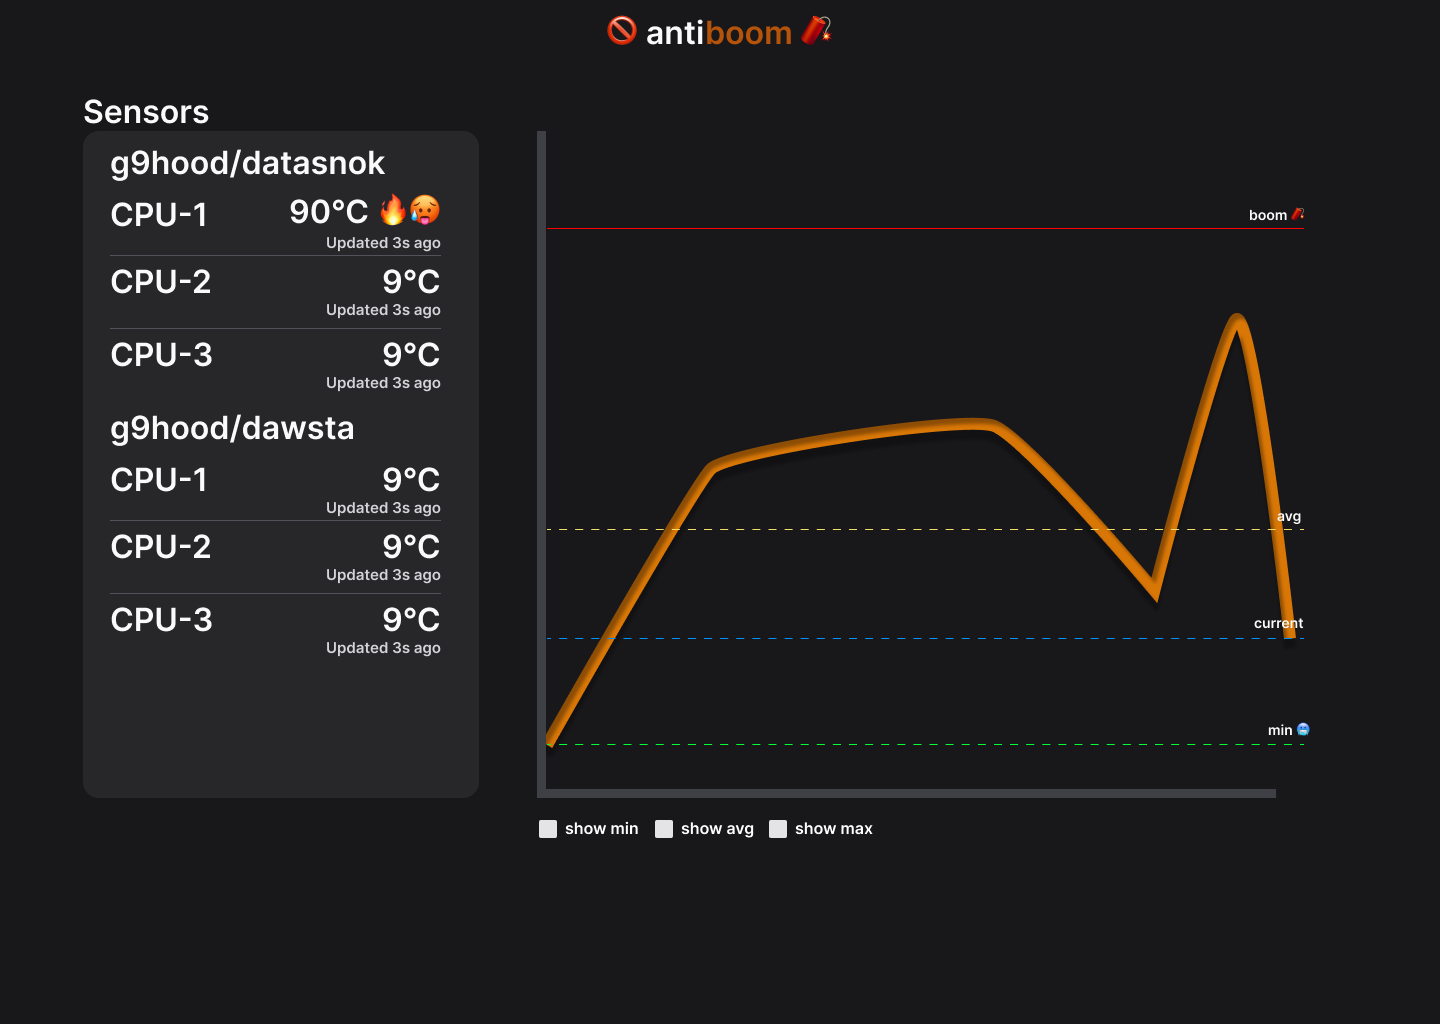 🚫 antiboom 🧨
Sensors
g9hood/datasnok
CPU-1 90°C 🔥🥵
Updated 3s ago
CPU-2 9°C
Updated 3s ago
CPU-3 9°C
Updated 3s ago
g9hood/dawsta
CPU-1 9°C
Updated 3s ago
CPU-2 9°C
Updated 3s ago
CPU-3 9°C
Updated 3s ago
boom 🧨
avg
current
min 🥶
show min show avg show max